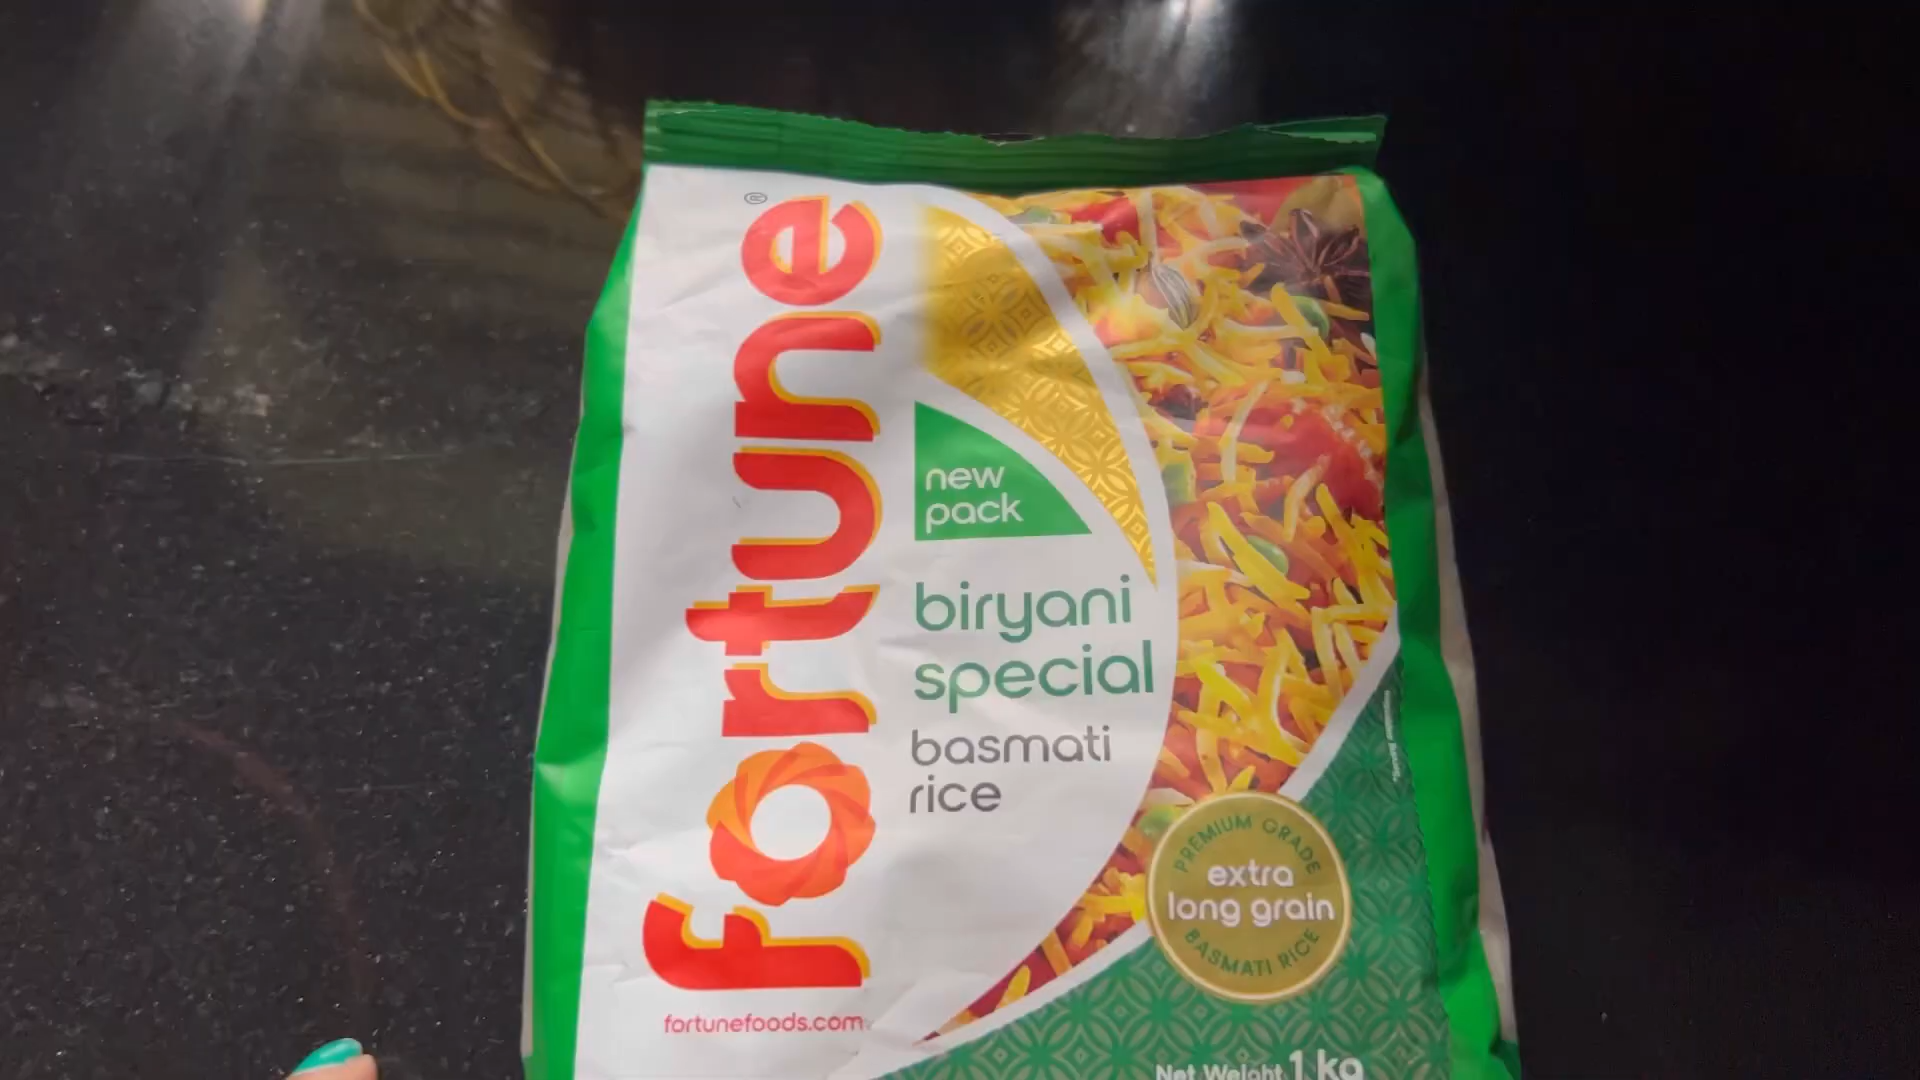 fortune®
new
pack
biryani
special
basmati
rice
PREMIUM GRADE
extra
long grain
BASMATI RICE
fortunefoods.com
Net Weight 1 kg